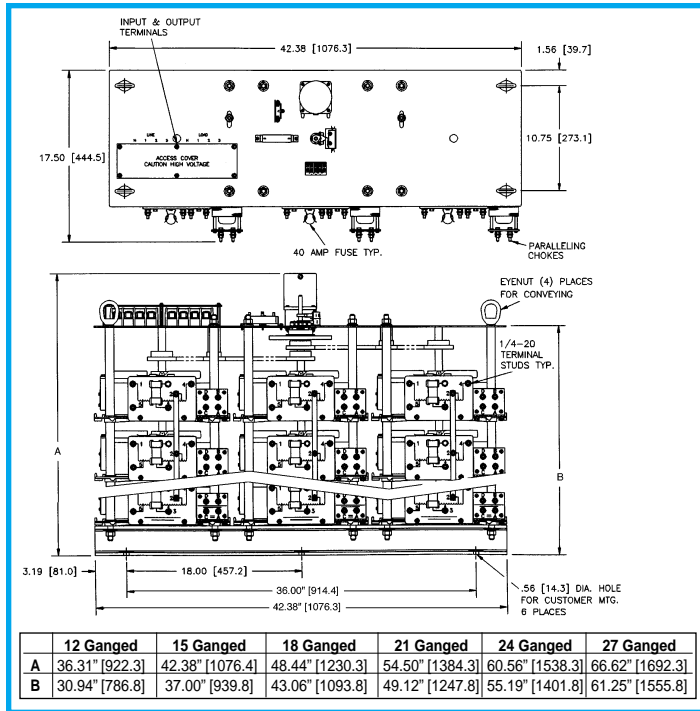 INPUT & OUTPUT
TERMINALS
42.38 [1076.3]
1.56 [39.7]
17.50 [444.5]
10.75 [273.1]
LINE LOAD
N 1 2 3 N 1 2 3
ACCESS COVER
CAUTION HIGH VOLTAGE
40 AMP FUSE TYP.
PARALLELING
CHOKES
EYENUT (4) PLACES
FOR CONVEYING
1/4-20
TERMINAL
STUDS TYP.
A
B
3.19 [81.0]
18.00 [457.2]
36.00" [914.4]
42.38" [1076.3]
.56 [14.3] DIA. HOLE
FOR CUSTOMER MTG.
6 PLACES
12 Ganged 15 Ganged 18 Ganged 21 Ganged 24 Ganged 27 Ganged
A 36.31" [922.3] 42.38" [1076.4] 48.44" [1230.3] 54.50" [1384.3] 60.56" [1538.3] 66.62" [1692.3]
B 30.94" [786.8] 37.00" [939.8] 43.06" [1093.8] 49.12" [1247.8] 55.19" [1401.8] 61.25" [1555.8]